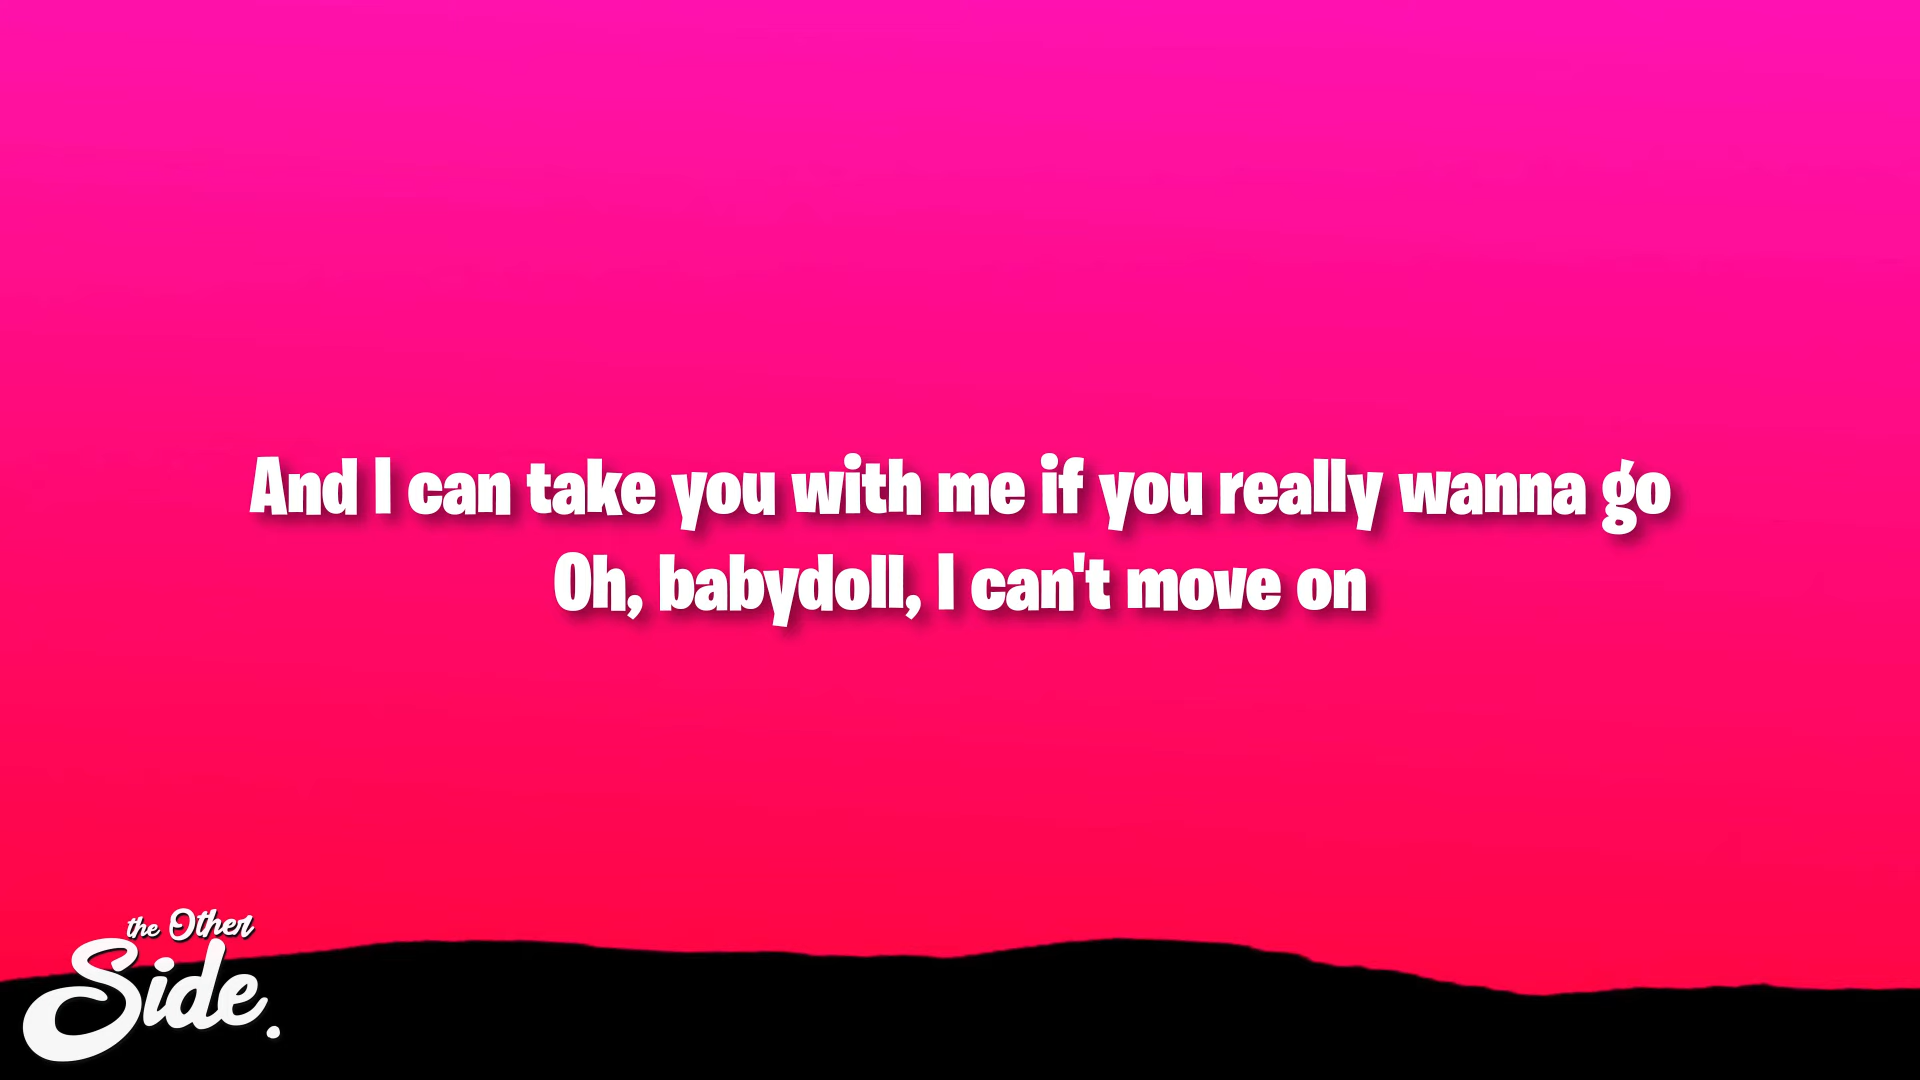 And I can take you with me if you really wanna go
Oh, babydoll, I can't move on
the Other
Side.